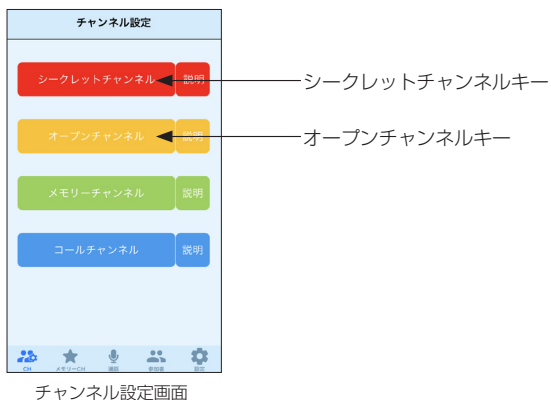 チャンネル設定
シークレットチャンネル 説明 シークレットチャンネルキー
オープンチャンネル 説明 オープンチャンネルキー
メモリーチャンネル 説明
コールチャンネル 説明
CH メモリーCH 通話 参加者 設定
チャンネル設定画面